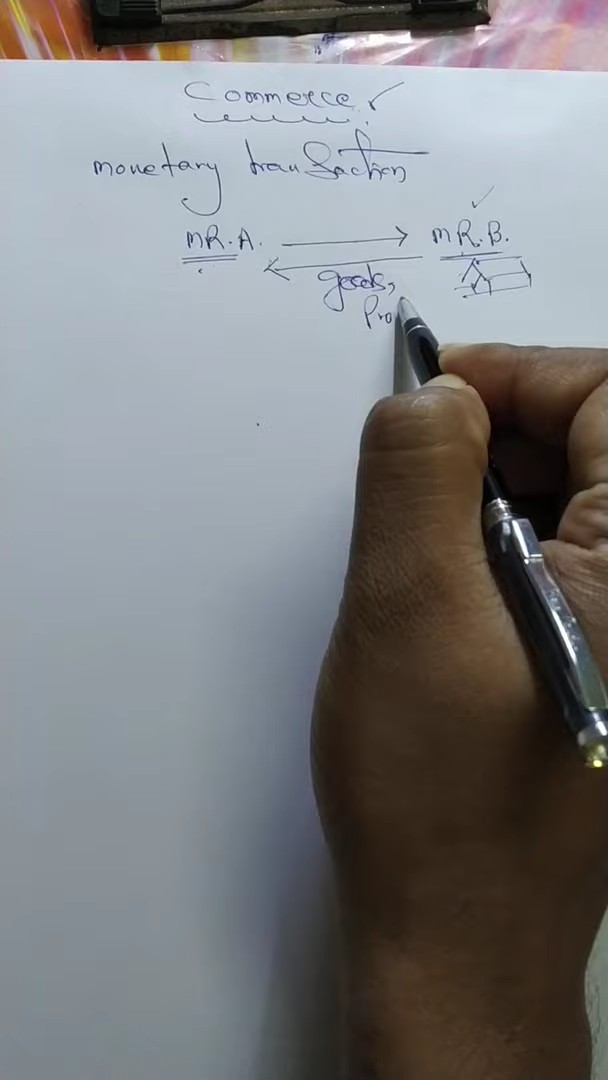 Commerce
monetary transaction
MR. A. MR. B.
goods,
Pro